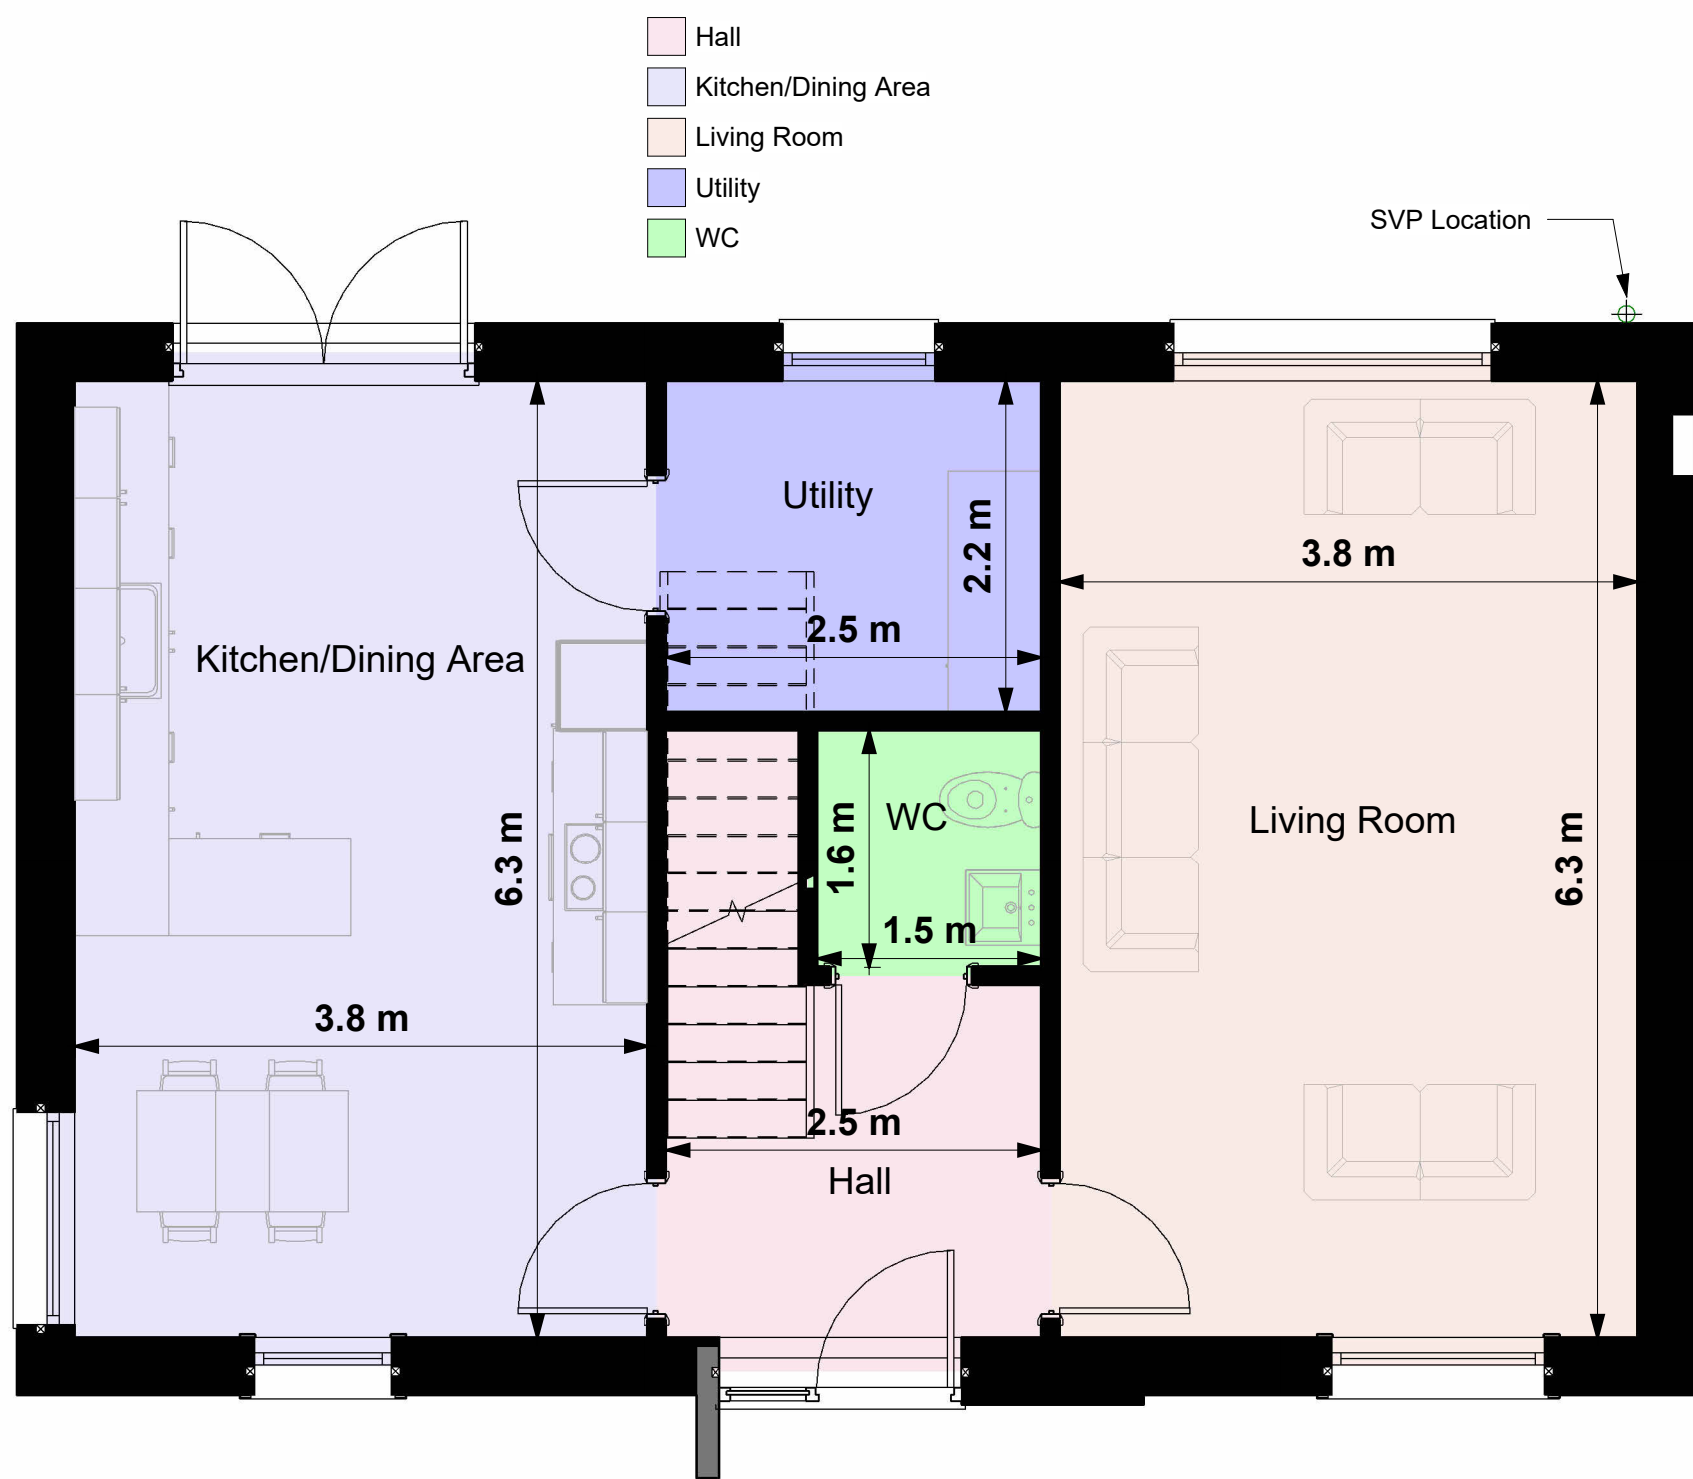 Hall
Kitchen/Dining Area
Living Room
Utility
WC
SVP Location
Utility
2.2 m
3.8 m
2.5 m
Kitchen/Dining Area
WC
1.6 m
Living Room
6.3 m
6.3 m
1.5 m
3.8 m
2.5 m
Hall